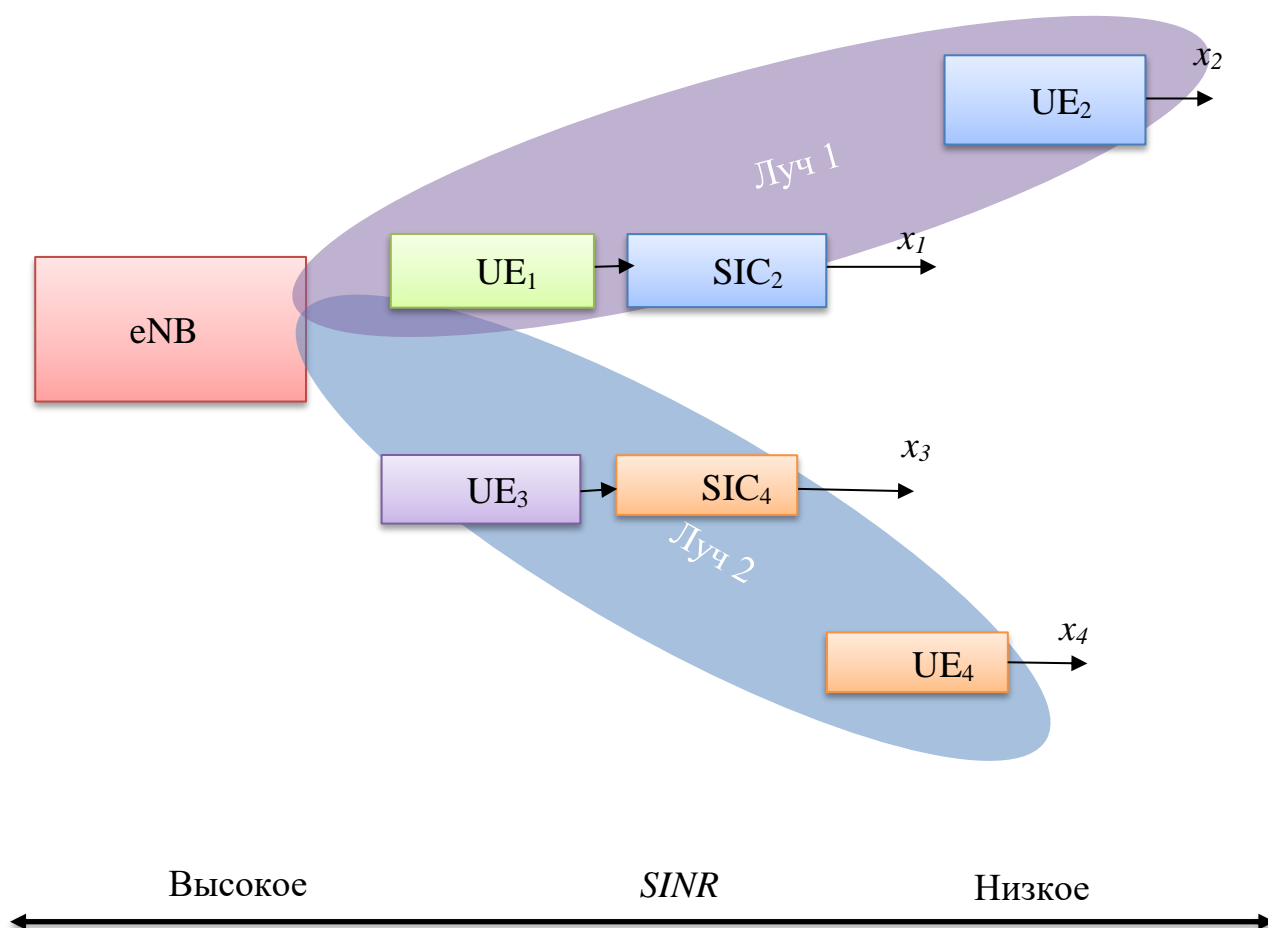 x₂
UE₂
Луч 1
x₁
UE₁
SIC₂
eNB
x₃
UE₃
SIC₄
Луч 2
x₄
UE₄
Высокое SINR Низкое